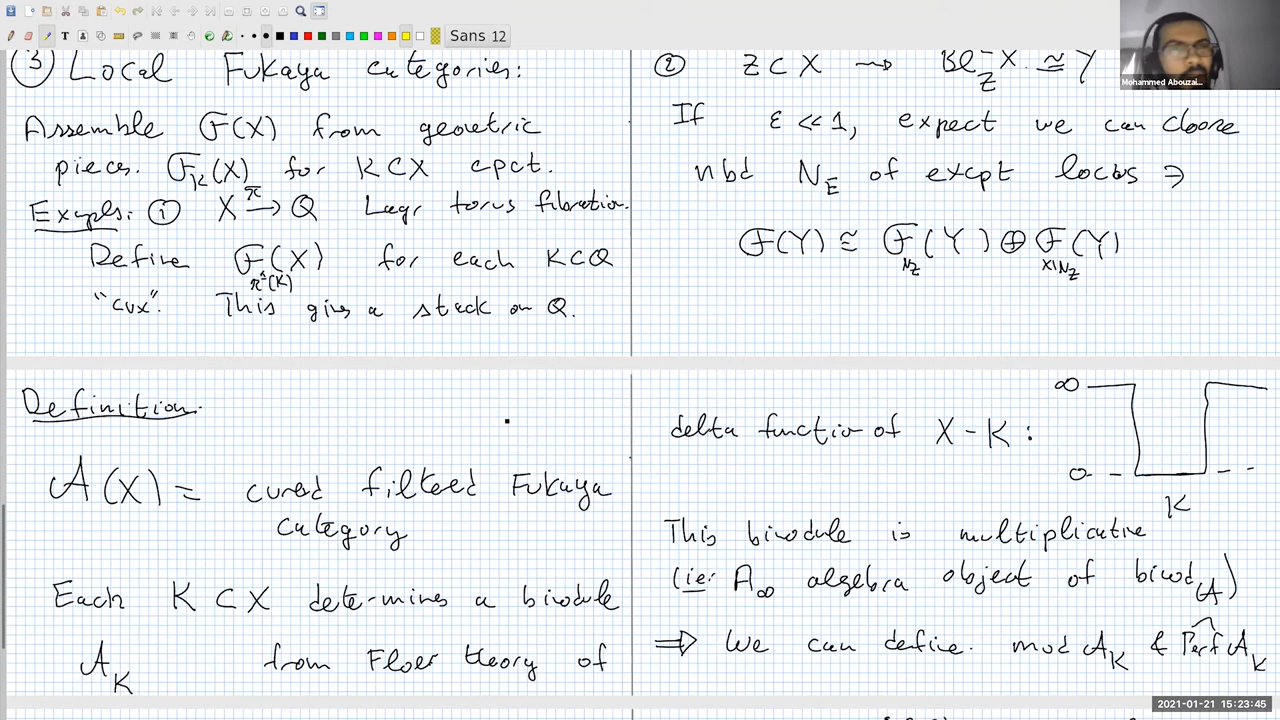 Sans 12
Mohammed Abouzai...
③ Local Fukaya categories:
Assemble F(X) from geometric
pieces. F_K(X) for K⊂X cpct.
Exmpls: ① X →π Q Lagr torus fibration.
Define F_{π⁻¹(K)}(X) for each K⊂Q
"cvx". This gives a stack on Q.
② Z⊂X ⇝ Bl_Z X ≅ Y
If ε << 1, expect we can choose
nbd N_E of excpt locus ∋
F(Y) ≅ F_{N_Z}(Y) ⊕ F_{X\N_Z}(Y)
Definition.
A(X) = cured filtered Fukaya
category
Each K ⊂ X determines a bimodule
A_K from Floer theory of
delta function of X - K:
∞
0
K
This bimodule is multiplicative
(ie: A∞ algebra object of bimod(A))
⟹ We can define. mod A_K & Perf A_K
2021-01-21 15:23:45